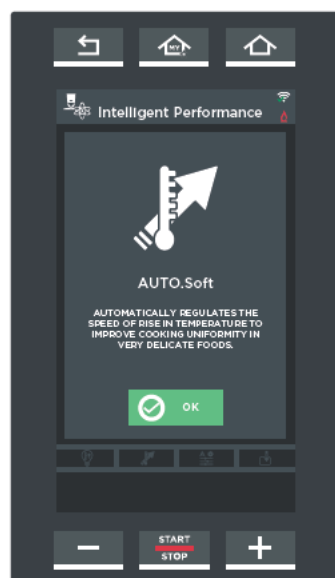 MY
Intelligent Performance
AUTO.Soft
AUTOMATICALLY REGULATES THE
SPEED OF RISE IN TEMPERATURE TO
IMPROVE COOKING UNIFORMITY IN
VERY DELICATE FOODS.
OK
START
STOP